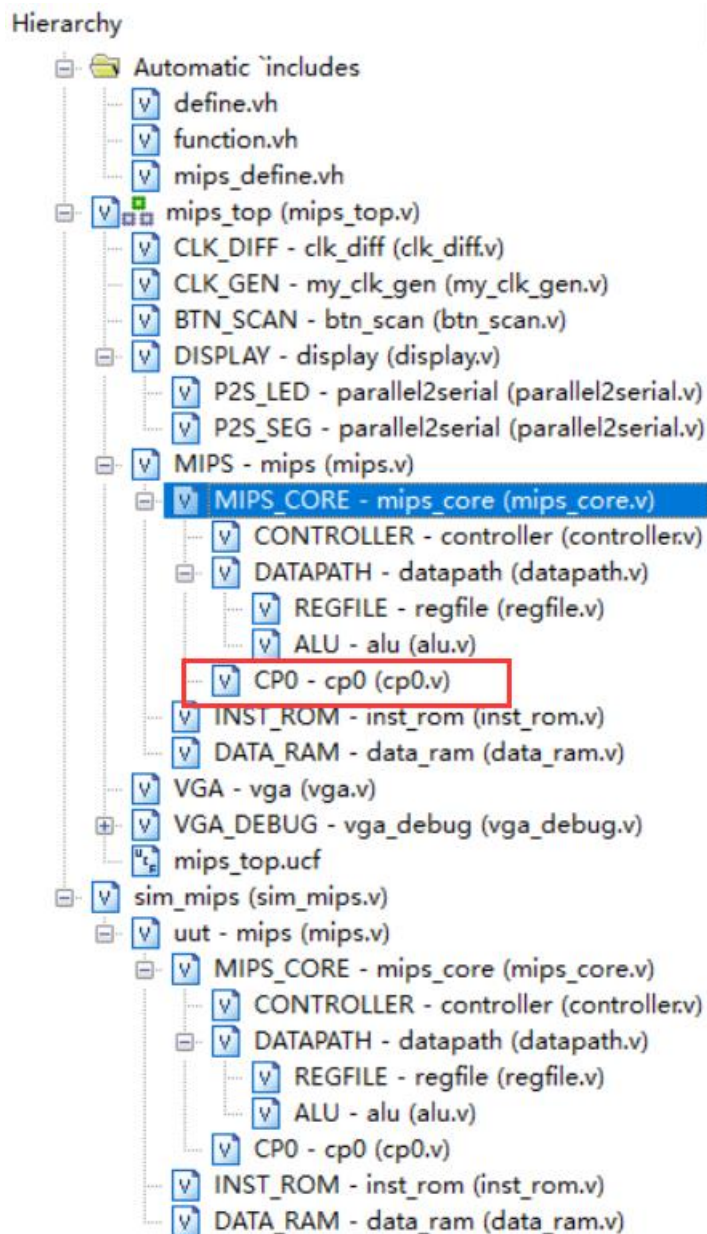 Hierarchy
Automatic `includes
define.vh
function.vh
mips_define.vh
mips_top (mips_top.v)
CLK_DIFF - clk_diff (clk_diff.v)
CLK_GEN - my_clk_gen (my_clk_gen.v)
BTN_SCAN - btn_scan (btn_scan.v)
DISPLAY - display (display.v)
P2S_LED - parallel2serial (parallel2serial.v)
P2S_SEG - parallel2serial (parallel2serial.v)
MIPS - mips (mips.v)
MIPS_CORE - mips_core (mips_core.v)
CONTROLLER - controller (controller.v)
DATAPATH - datapath (datapath.v)
REGFILE - regfile (regfile.v)
ALU - alu (alu.v)
CP0 - cp0 (cp0.v)
INST_ROM - inst_rom (inst_rom.v)
DATA_RAM - data_ram (data_ram.v)
VGA - vga (vga.v)
VGA_DEBUG - vga_debug (vga_debug.v)
mips_top.ucf
sim_mips (sim_mips.v)
uut - mips (mips.v)
MIPS_CORE - mips_core (mips_core.v)
CONTROLLER - controller (controller.v)
DATAPATH - datapath (datapath.v)
REGFILE - regfile (regfile.v)
ALU - alu (alu.v)
CP0 - cp0 (cp0.v)
INST_ROM - inst_rom (inst_rom.v)
DATA_RAM - data_ram (data_ram.v)